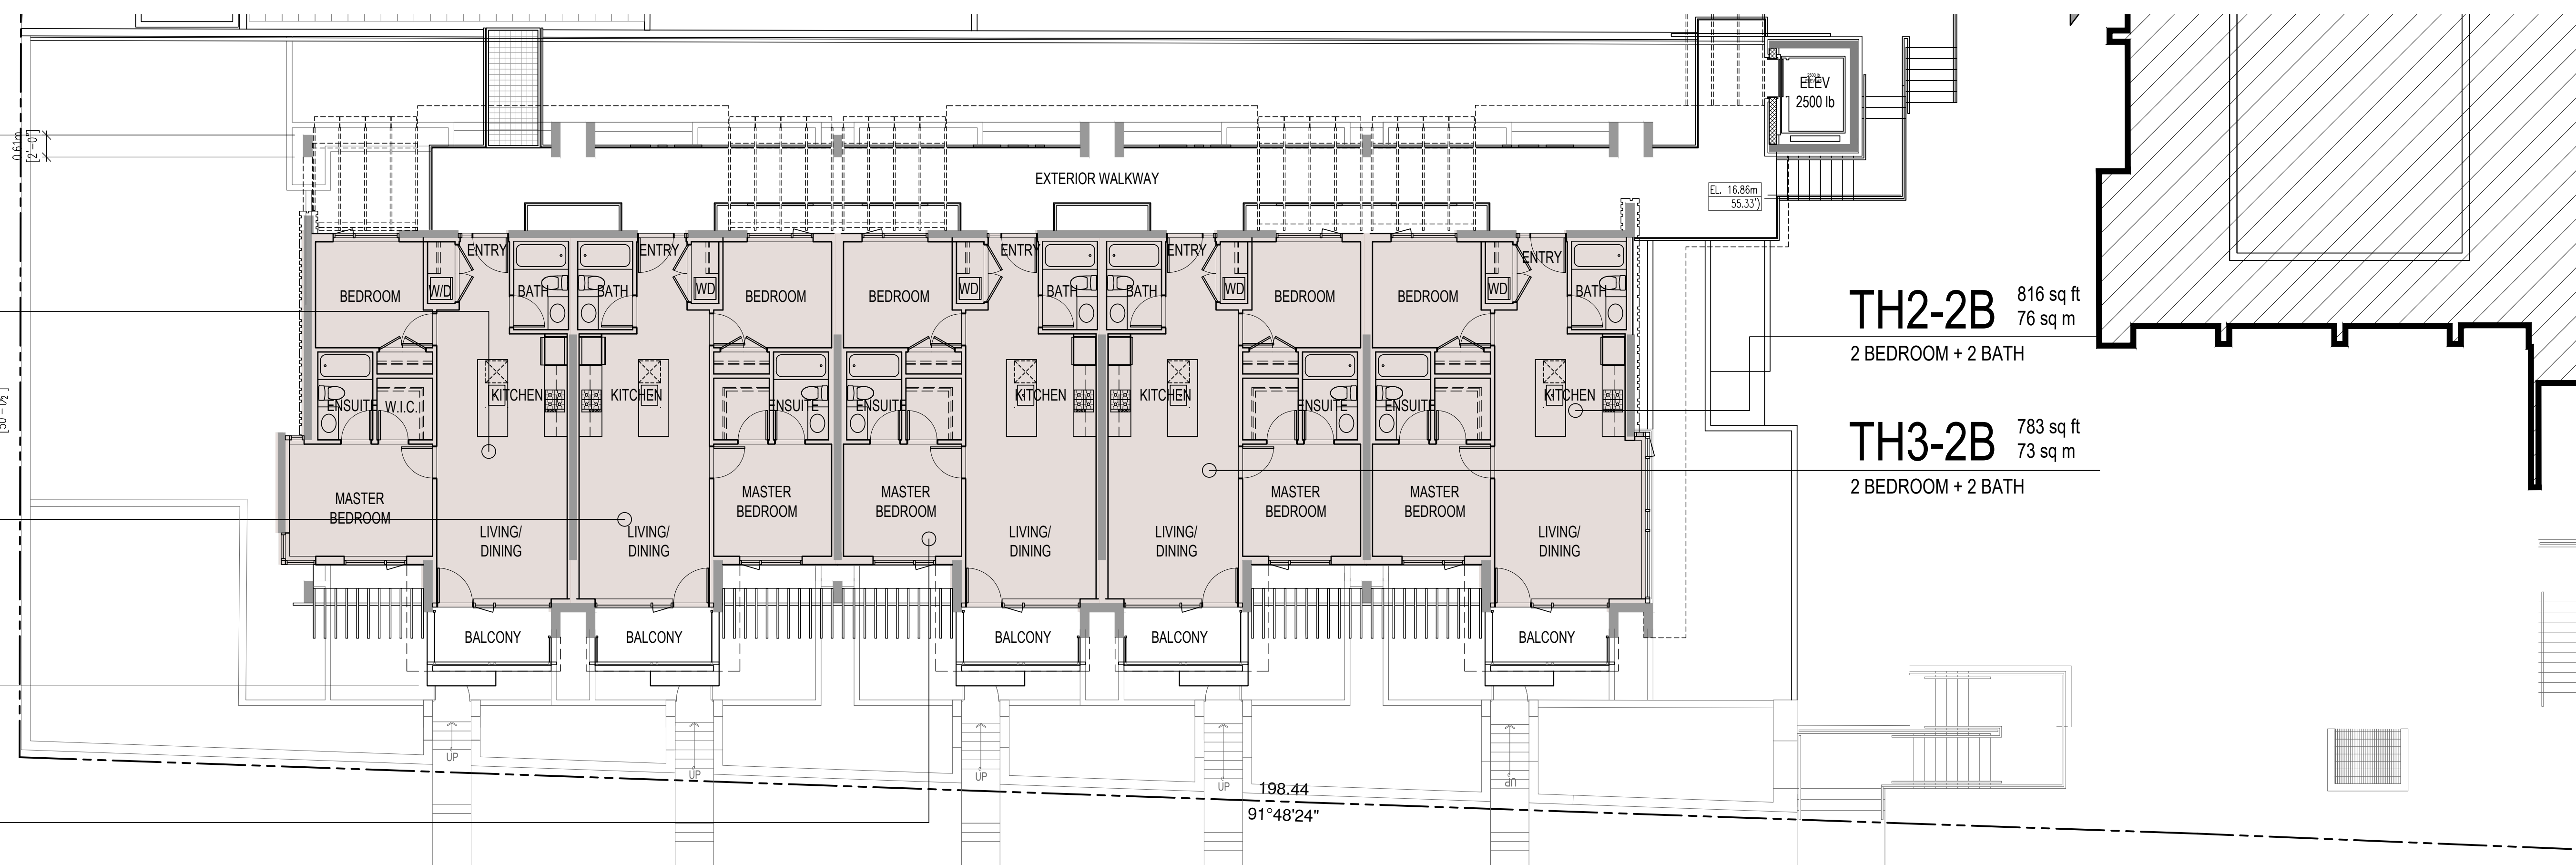 ELEV
2500 lb
0.61m
[2'-0"]
EXTERIOR WALKWAY
EL. 16.86m
55.33')
ENTRY
ENTRY
ENTRY
ENTRY
ENTRY
BEDROOM
W/D
BATH
BATH
WD
BEDROOM
BEDROOM
WD
BATH
BATH
WD
BEDROOM
BEDROOM
WD
BATH
TH2-2B
816 sq ft
76 sq m
2 BEDROOM + 2 BATH
ENSUITE
W.I.C.
KITCHEN
KITCHEN
ENSUITE
ENSUITE
KITCHEN
KITCHEN
ENSUITE
ENSUITE
KITCHEN
TH3-2B
783 sq ft
73 sq m
2 BEDROOM + 2 BATH
MASTER
BEDROOM
LIVING/
DINING
LIVING/
DINING
MASTER
BEDROOM
MASTER
BEDROOM
LIVING/
DINING
LIVING/
DINING
MASTER
BEDROOM
MASTER
BEDROOM
LIVING/
DINING
BALCONY
BALCONY
BALCONY
BALCONY
BALCONY
UP
UP
UP
UP
UP
198.44
91°48'24"